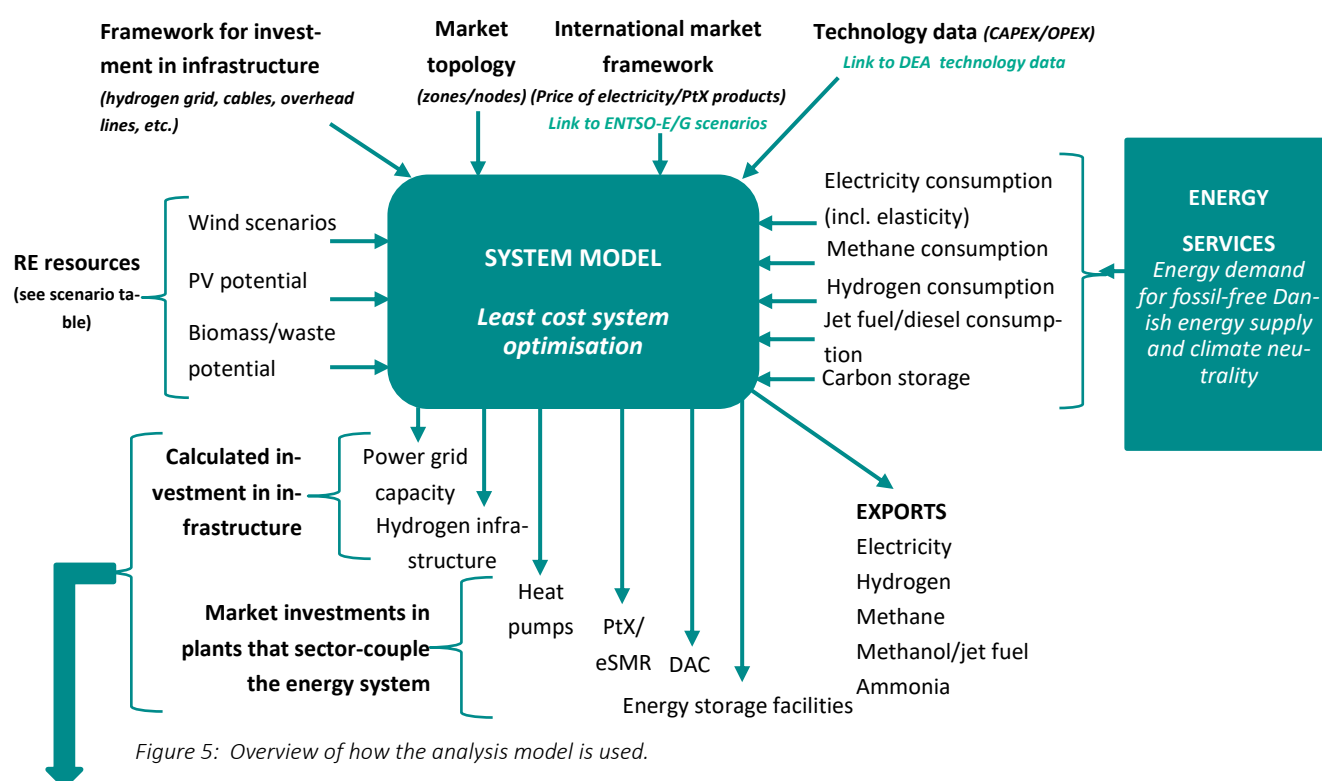 Framework for invest-
ment in infrastructure
(hydrogen grid, cables, overhead
lines, etc.)
Market
topology
(zones/nodes)
International market
framework
(Price of electricity/PtX products)
Link to ENTSO-E/G scenarios
Technology data (CAPEX/OPEX)
Link to DEA technology data
RE resources
(see scenario ta-
ble)
Wind scenarios
PV potential
Biomass/waste
potential
SYSTEM MODEL
Least cost system
optimisation
Electricity consumption
(incl. elasticity)
Methane consumption
Hydrogen consumption
Jet fuel/diesel consump-
tion
Carbon storage
ENERGY
SERVICES
Energy demand
for fossil-free Dan-
ish energy supply
and climate neu-
trality
Calculated in-
vestment in in-
frastructure
Power grid
capacity
Hydrogen infra-
structure
Market investments in
plants that sector-couple
the energy system
Heat
pumps
PtX/
eSMR
DAC
Energy storage facilities
EXPORTS
Electricity
Hydrogen
Methane
Methanol/jet fuel
Ammonia
Figure 5: Overview of how the analysis model is used.